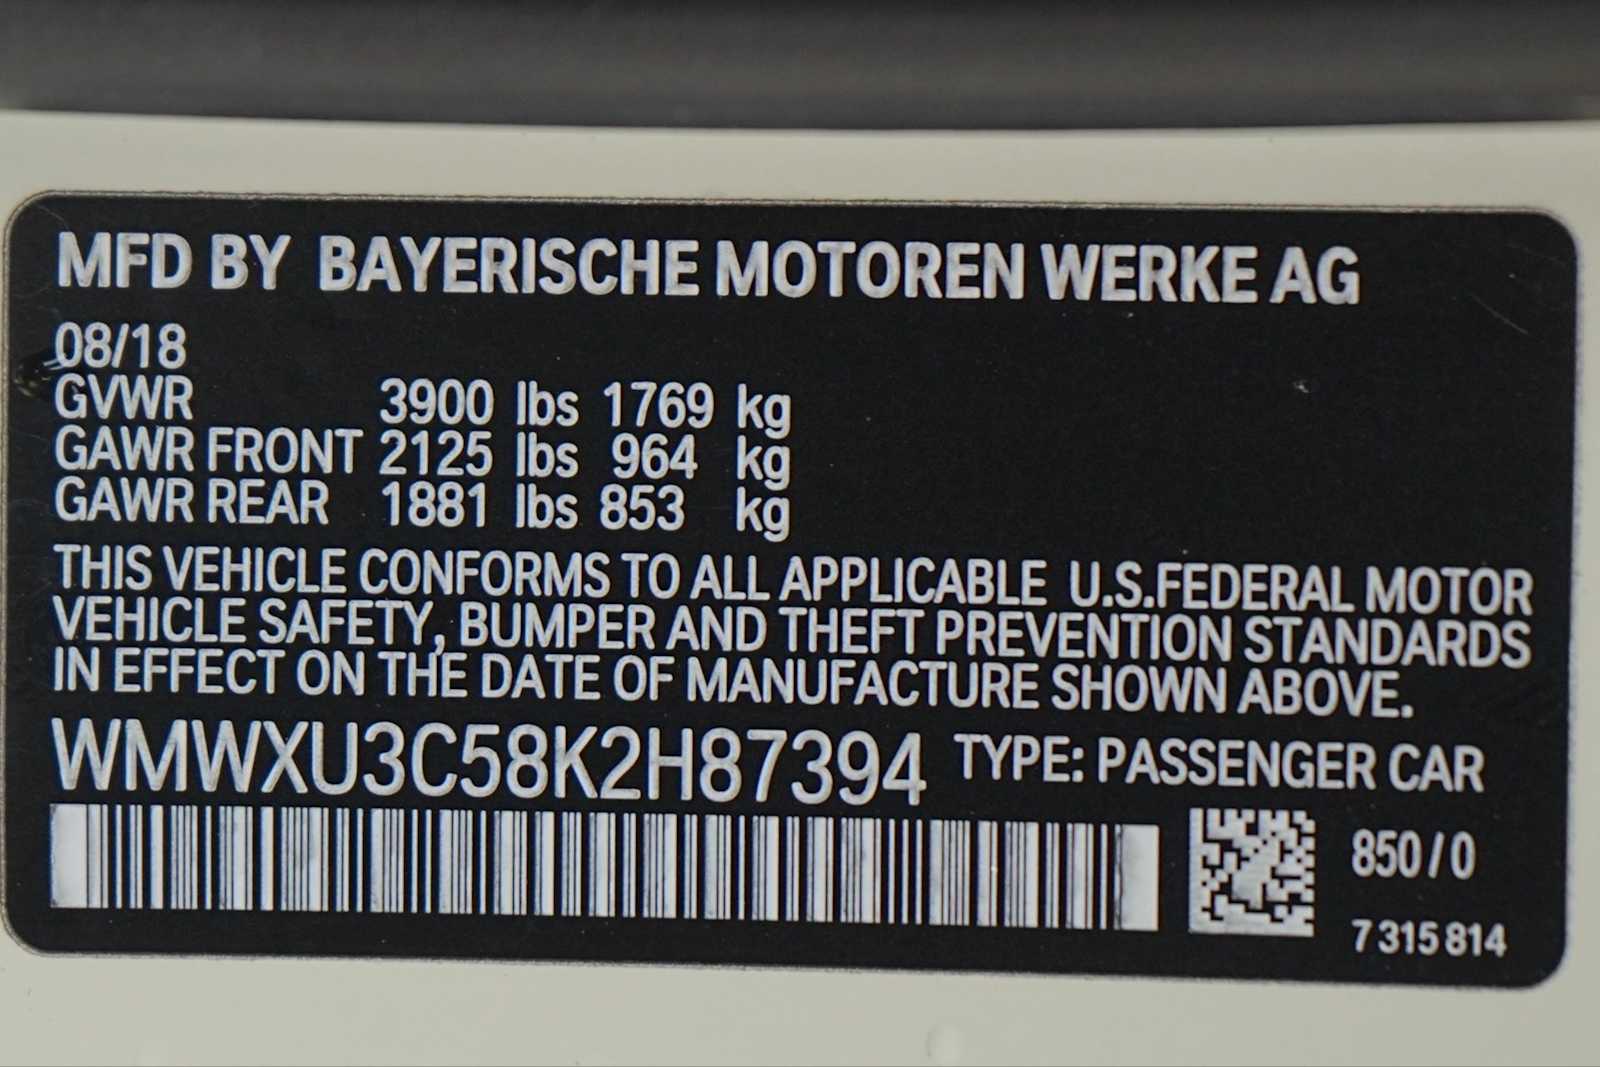 MFD BY BAYERISCHE MOTOREN WERKE AG
08/18
GVWR 3900 lbs 1769 kg
GAWR FRONT 2125 lbs 964 kg
GAWR REAR 1881 lbs 853 kg
THIS VEHICLE CONFORMS TO ALL APPLICABLE U.S.FEDERAL MOTOR
VEHICLE SAFETY, BUMPER AND THEFT PREVENTION STANDARDS
IN EFFECT ON THE DATE OF MANUFACTURE SHOWN ABOVE.
WMWXU3C58K2H87394 TYPE: PASSENGER CAR
850/0
7 315 814